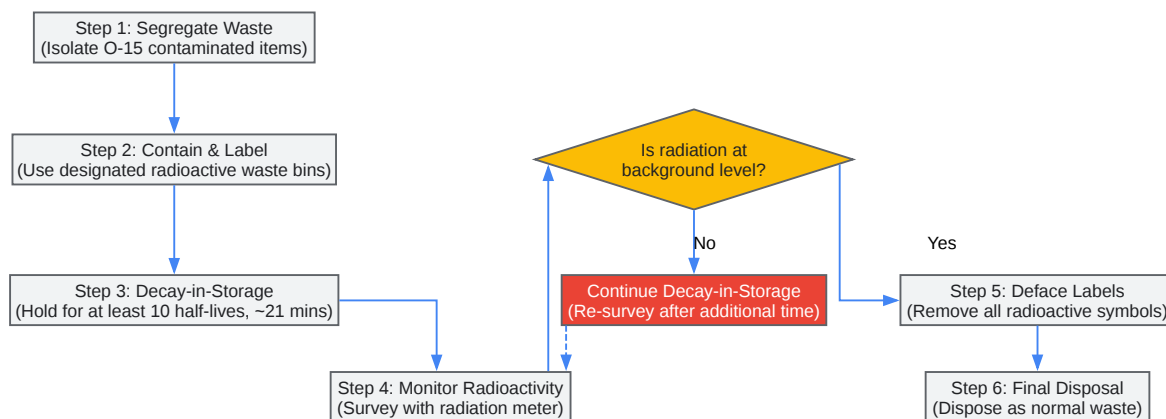 Step 1: Segregate Waste
(Isolate O-15 contaminated items)
Step 2: Contain & Label
(Use designated radioactive waste bins)
Step 3: Decay-in-Storage
(Hold for at least 10 half-lives, ~21 mins)
Step 4: Monitor Radioactivity
(Survey with radiation meter)
Is radiation at
background level?
No
Continue Decay-in-Storage
(Re-survey after additional time)
Yes
Step 5: Deface Labels
(Remove all radioactive symbols)
Step 6: Final Disposal
(Dispose as normal waste)